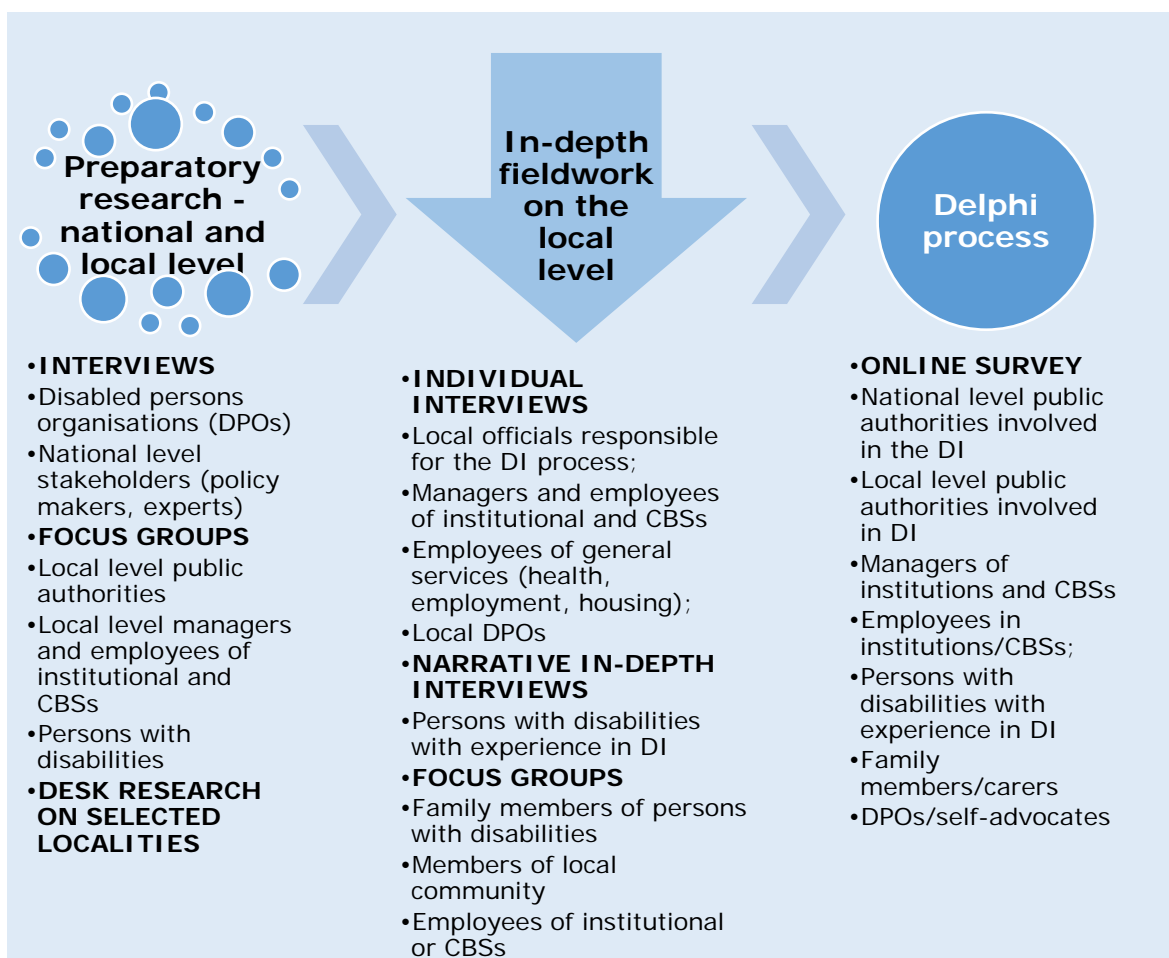 Preparatory
research -
national and
local level
•INTERVIEWS
•Disabled persons
organisations (DPOs)
•National level
stakeholders (policy
makers, experts)
•FOCUS GROUPS
•Local level public
authorities
•Local level managers
and employees of
institutional and
CBSs
•Persons with
disabilities
•DESK RESEARCH
ON SELECTED
LOCALITIES
In-depth
fieldwork
on the
local
level
•INDIVIDUAL
INTERVIEWS
•Local officials responsible
for the DI process;
•Managers and employees
of institutional and CBSs
•Employees of general
services (health,
employment, housing);
•Local DPOs
•NARRATIVE IN-DEPTH
INTERVIEWS
•Persons with disabilities
with experience in DI
•FOCUS GROUPS
•Family members of persons
with disabilities
•Members of local
community
•Employees of institutional
or CBSs
Delphi
process
•ONLINE SURVEY
•National level public
authorities involved
in the DI
•Local level public
authorities involved
in DI
•Managers of
institutions and CBSs
•Employees in
institutions/CBSs;
•Persons with
disabilities with
experience in DI
•Family
members/carers
•DPOs/self-advocates